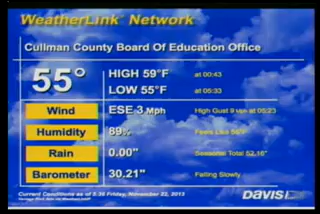 WeatherLink Network
Cullman County Board Of Education Office
55°
HIGH 59°F at 00:43
LOW 55°F at 05:33
Wind ESE 3 Mph High Gust 9 at 05:23
Humidity 89% Feels Like 56°F
Rain 0.00" Seasonal Total 52.16"
Barometer 30.21" Falling Slowly
Current Conditions as of 5:36 Friday, November 22, 2013
DAVIS